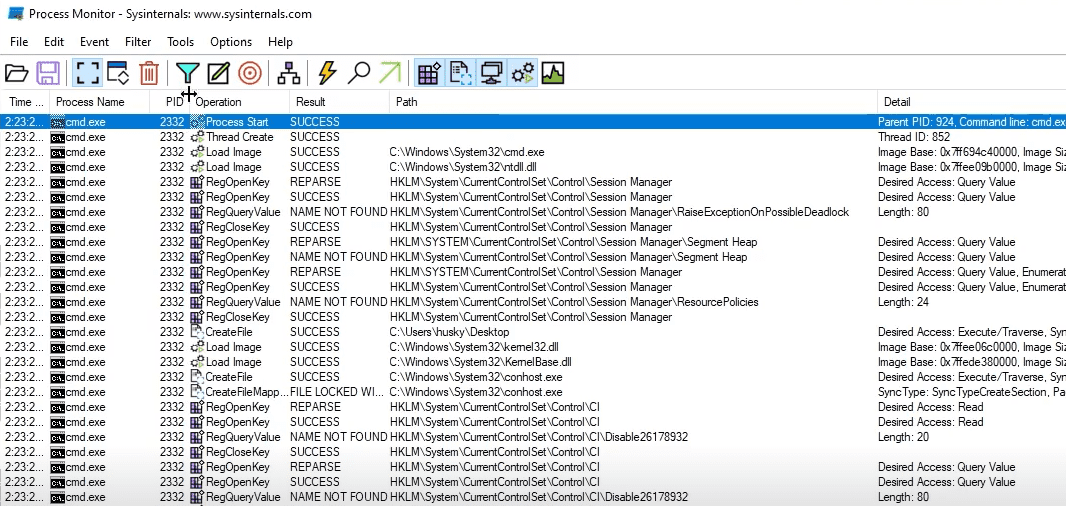 Process Monitor - Sysinternals: www.sysinternals.com
File Edit Event Filter Tools Options Help
Time ... Process Name PID Operation Result Path Detail
2:23:2... cmd.exe 2332 Process Start SUCCESS Parent PID: 924, Command line: cmd.ex
2:23:2... cmd.exe 2332 Thread Create SUCCESS Thread ID: 852
2:23:2... cmd.exe 2332 Load Image SUCCESS C:\Windows\System32\cmd.exe Image Base: 0x7ff694c40000, Image Siz
2:23:2... cmd.exe 2332 Load Image SUCCESS C:\Windows\System32\ntdll.dll Image Base: 0x7ffee09b0000, Image Si
2:23:2... cmd.exe 2332 RegOpenKey REPARSE HKLM\System\CurrentControlSet\Control\Session Manager Desired Access: Query Value
2:23:2... cmd.exe 2332 RegOpenKey SUCCESS HKLM\System\CurrentControlSet\Control\Session Manager Desired Access: Query Value
2:23:2... cmd.exe 2332 RegQueryValue NAME NOT FOUND HKLM\System\CurrentControlSet\Control\Session Manager\RaiseExceptionOnPossibleDeadlock Length: 80
2:23:2... cmd.exe 2332 RegCloseKey SUCCESS HKLM\System\CurrentControlSet\Control\Session Manager
2:23:2... cmd.exe 2332 RegOpenKey REPARSE HKLM\SYSTEM\CurrentControlSet\Control\Session Manager\Segment Heap Desired Access: Query Value
2:23:2... cmd.exe 2332 RegOpenKey NAME NOT FOUND HKLM\System\CurrentControlSet\Control\Session Manager\Segment Heap Desired Access: Query Value
2:23:2... cmd.exe 2332 RegOpenKey REPARSE HKLM\SYSTEM\CurrentControlSet\Control\Session Manager Desired Access: Query Value, Enumerat
2:23:2... cmd.exe 2332 RegOpenKey SUCCESS HKLM\System\CurrentControlSet\Control\Session Manager Desired Access: Query Value, Enumerat
2:23:2... cmd.exe 2332 RegQueryValue NAME NOT FOUND HKLM\System\CurrentControlSet\Control\Session Manager\ResourcePolicies Length: 24
2:23:2... cmd.exe 2332 RegCloseKey SUCCESS HKLM\System\CurrentControlSet\Control\Session Manager
2:23:2... cmd.exe 2332 CreateFile SUCCESS C:\Users\husky\Desktop Desired Access: Execute/Traverse, Syn
2:23:2... cmd.exe 2332 Load Image SUCCESS C:\Windows\System32\kernel32.dll Image Base: 0x7ffee06c0000, Image Siz
2:23:2... cmd.exe 2332 Load Image SUCCESS C:\Windows\System32\KernelBase.dll Image Base: 0x7ffede380000, Image Siz
2:23:2... cmd.exe 2332 CreateFile SUCCESS C:\Windows\System32\conhost.exe Desired Access: Execute/Traverse, Syn
2:23:2... cmd.exe 2332 CreateFileMapp... FILE LOCKED WI... C:\Windows\System32\conhost.exe SyncType: SyncTypeCreateSection, Pa
2:23:2... cmd.exe 2332 RegOpenKey REPARSE HKLM\System\CurrentControlSet\Control\CI Desired Access: Read
2:23:2... cmd.exe 2332 RegOpenKey SUCCESS HKLM\System\CurrentControlSet\Control\CI Desired Access: Read
2:23:2... cmd.exe 2332 RegQueryValue NAME NOT FOUND HKLM\System\CurrentControlSet\Control\CI\Disable26178932 Length: 20
2:23:2... cmd.exe 2332 RegCloseKey SUCCESS HKLM\System\CurrentControlSet\Control\CI
2:23:2... cmd.exe 2332 RegOpenKey REPARSE HKLM\System\CurrentControlSet\Control\CI Desired Access: Query Value
2:23:2... cmd.exe 2332 RegOpenKey SUCCESS HKLM\System\CurrentControlSet\Control\CI Desired Access: Query Value
2:23:2... cmd.exe 2332 RegQueryValue NAME NOT FOUND HKLM\System\CurrentControlSet\Control\CI\Disable26178932 Length: 80